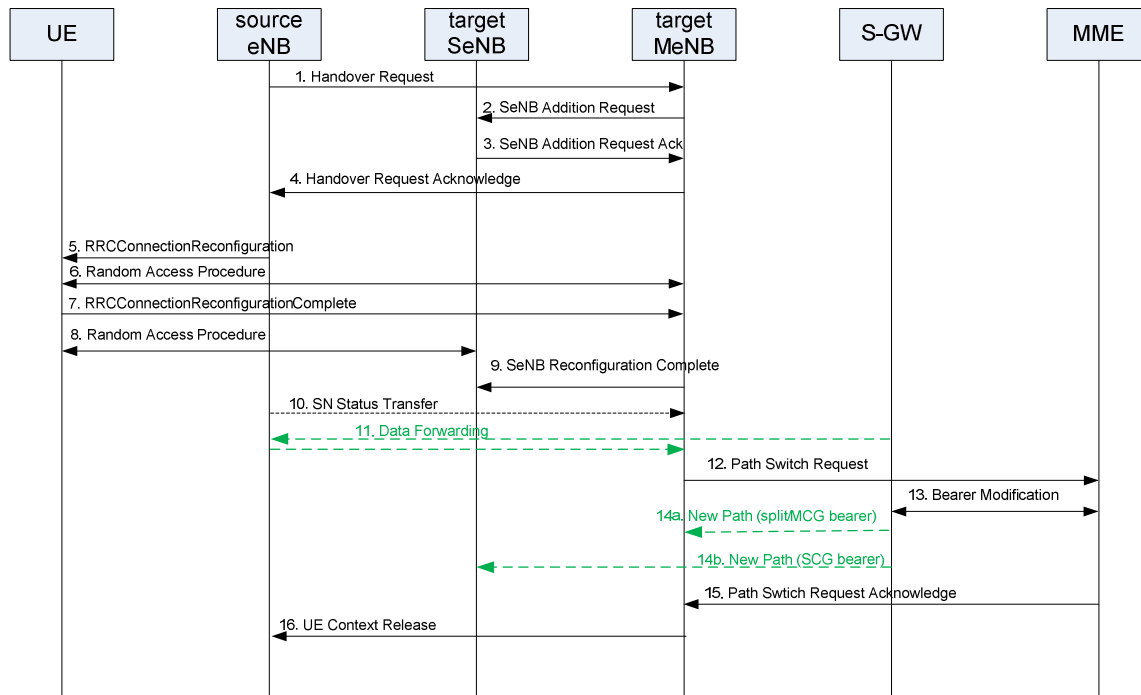 UE
source
eNB
target
SeNB
target
MeNB
S-GW
MME
1. Handover Request
2. SeNB Addition Request
3. SeNB Addition Request Ack
4. Handover Request Acknowledge
5. RRCConnectionReconfiguration
6. Random Access Procedure
7. RRCConnectionReconfigurationComplete
8. Random Access Procedure
9. SeNB Reconfiguration Complete
10. SN Status Transfer
11. Data Forwarding
12. Path Switch Request
13. Bearer Modification
14a. New Path (split/MCG bearer)
14b. New Path (SCG bearer)
15. Path Swtich Request Acknowledge
16. UE Context Release